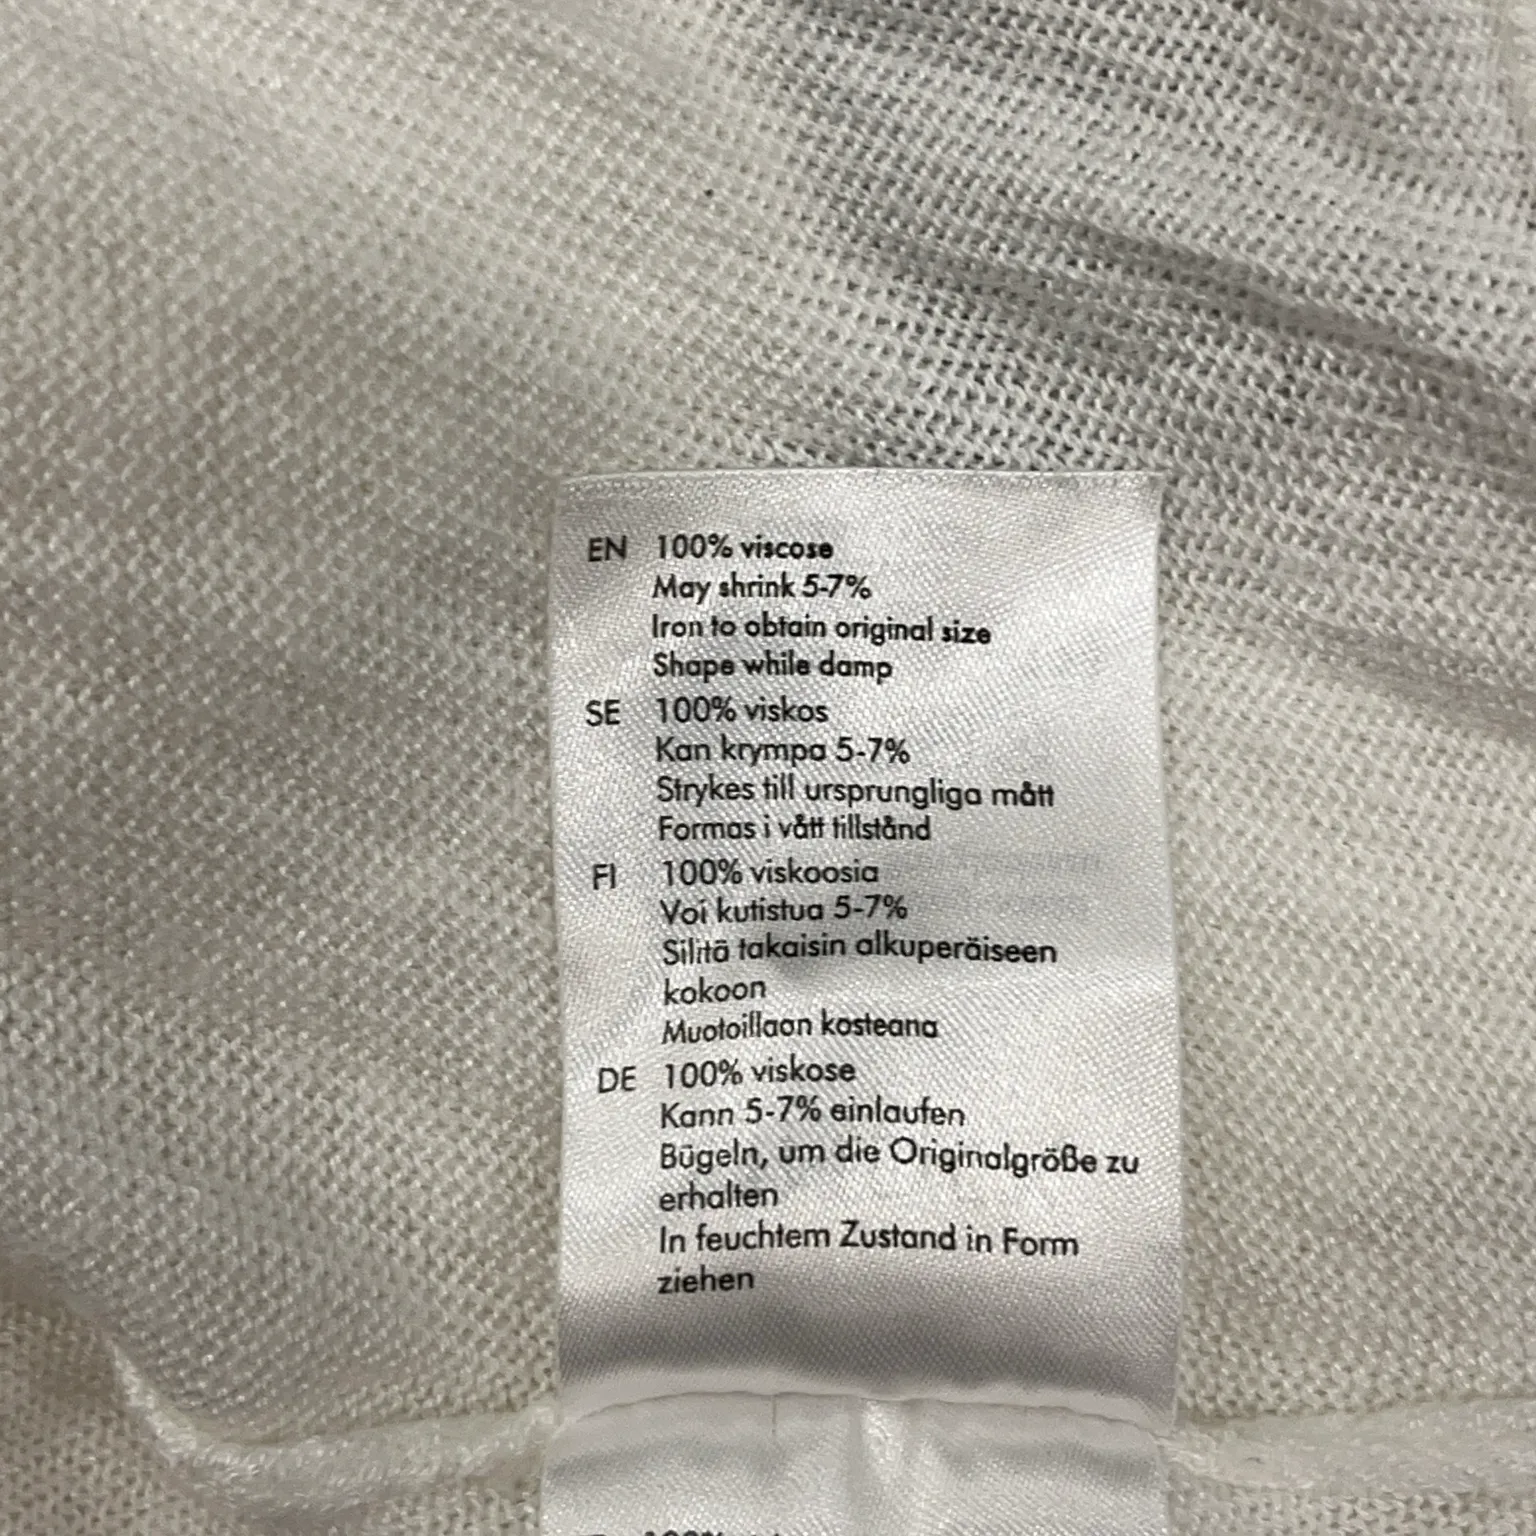 EN 100% viscose
May shrink 5-7%
Iron to obtain original size
Shape while damp
SE 100% viskos
Kan krympa 5-7%
Strykes till ursprungliga mått
Formas i vått tillstånd
FI 100% viskoosia
Voi kutistua 5-7%
Silitä takaisin alkuperäiseen
kokoon
Muotoillaan kosteana
DE 100% viskose
Kann 5-7% einlaufen
Bügeln, um die Originalgröße zu
erhalten
In feuchtem Zustand in Form
ziehen